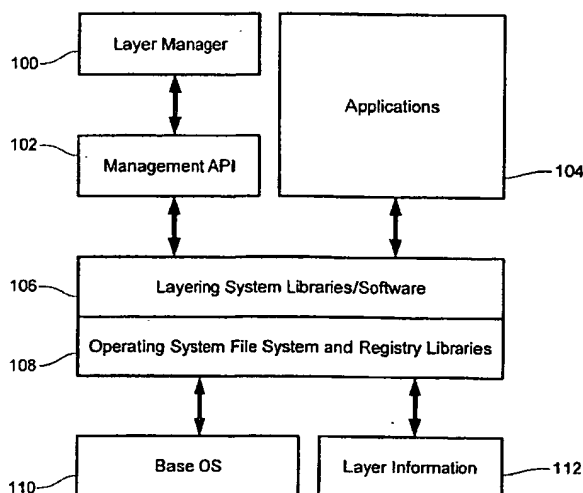 100
Layer Manager
Applications
102
Management API
104
106
Layering System Libraries/Software
108
Operating System File System and Registry Libraries
110
Base OS
Layer Information
112